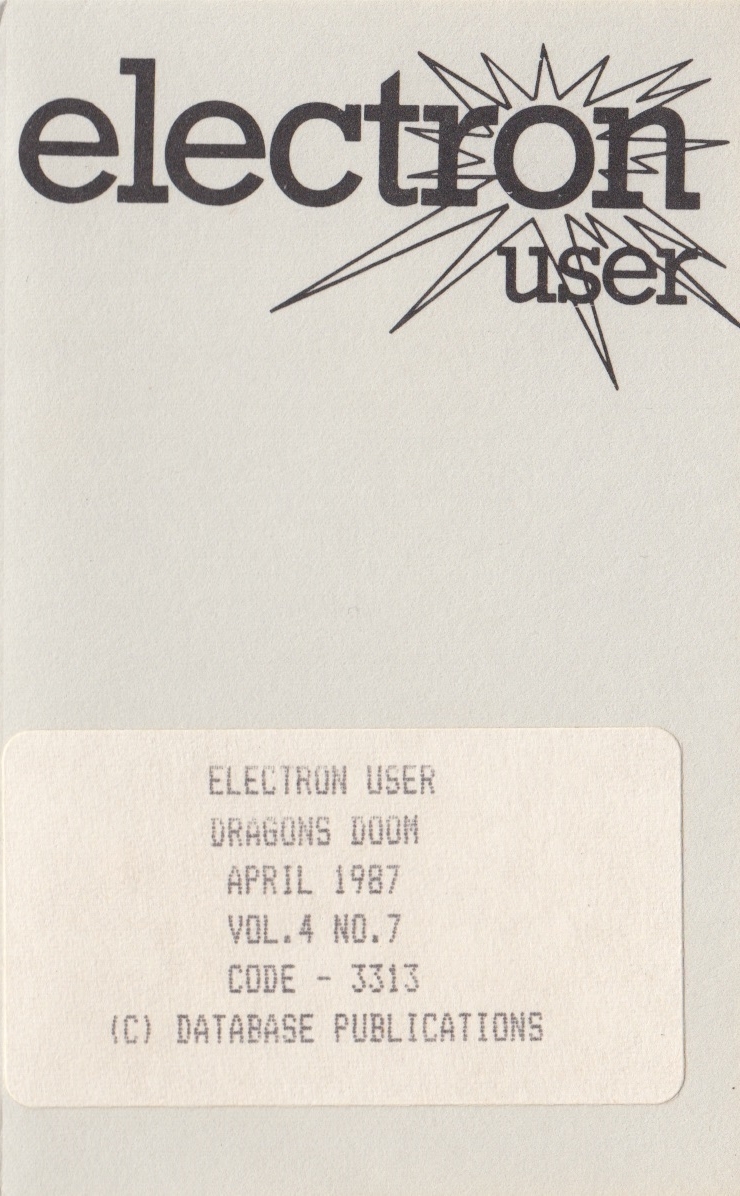 electron
user
ELECTRON USER
DRAGONS DOOM
APRIL 1987
VOL.4 NO.7
CODE - 3313
(C) DATABASE PUBLICATIONS